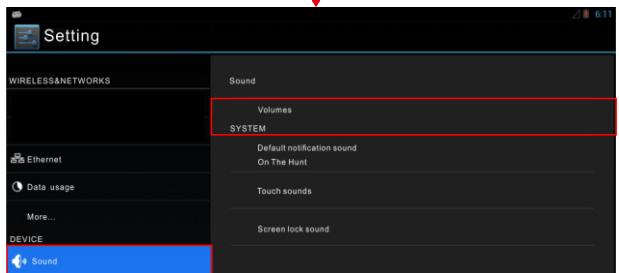 6:11
Setting
WIRELESS&NETWORKS
Ethernet
Data usage
More...
DEVICE
Sound
Sound
Volumes
SYSTEM
Default notification sound
On The Hunt
Touch sounds
Screen lock sound